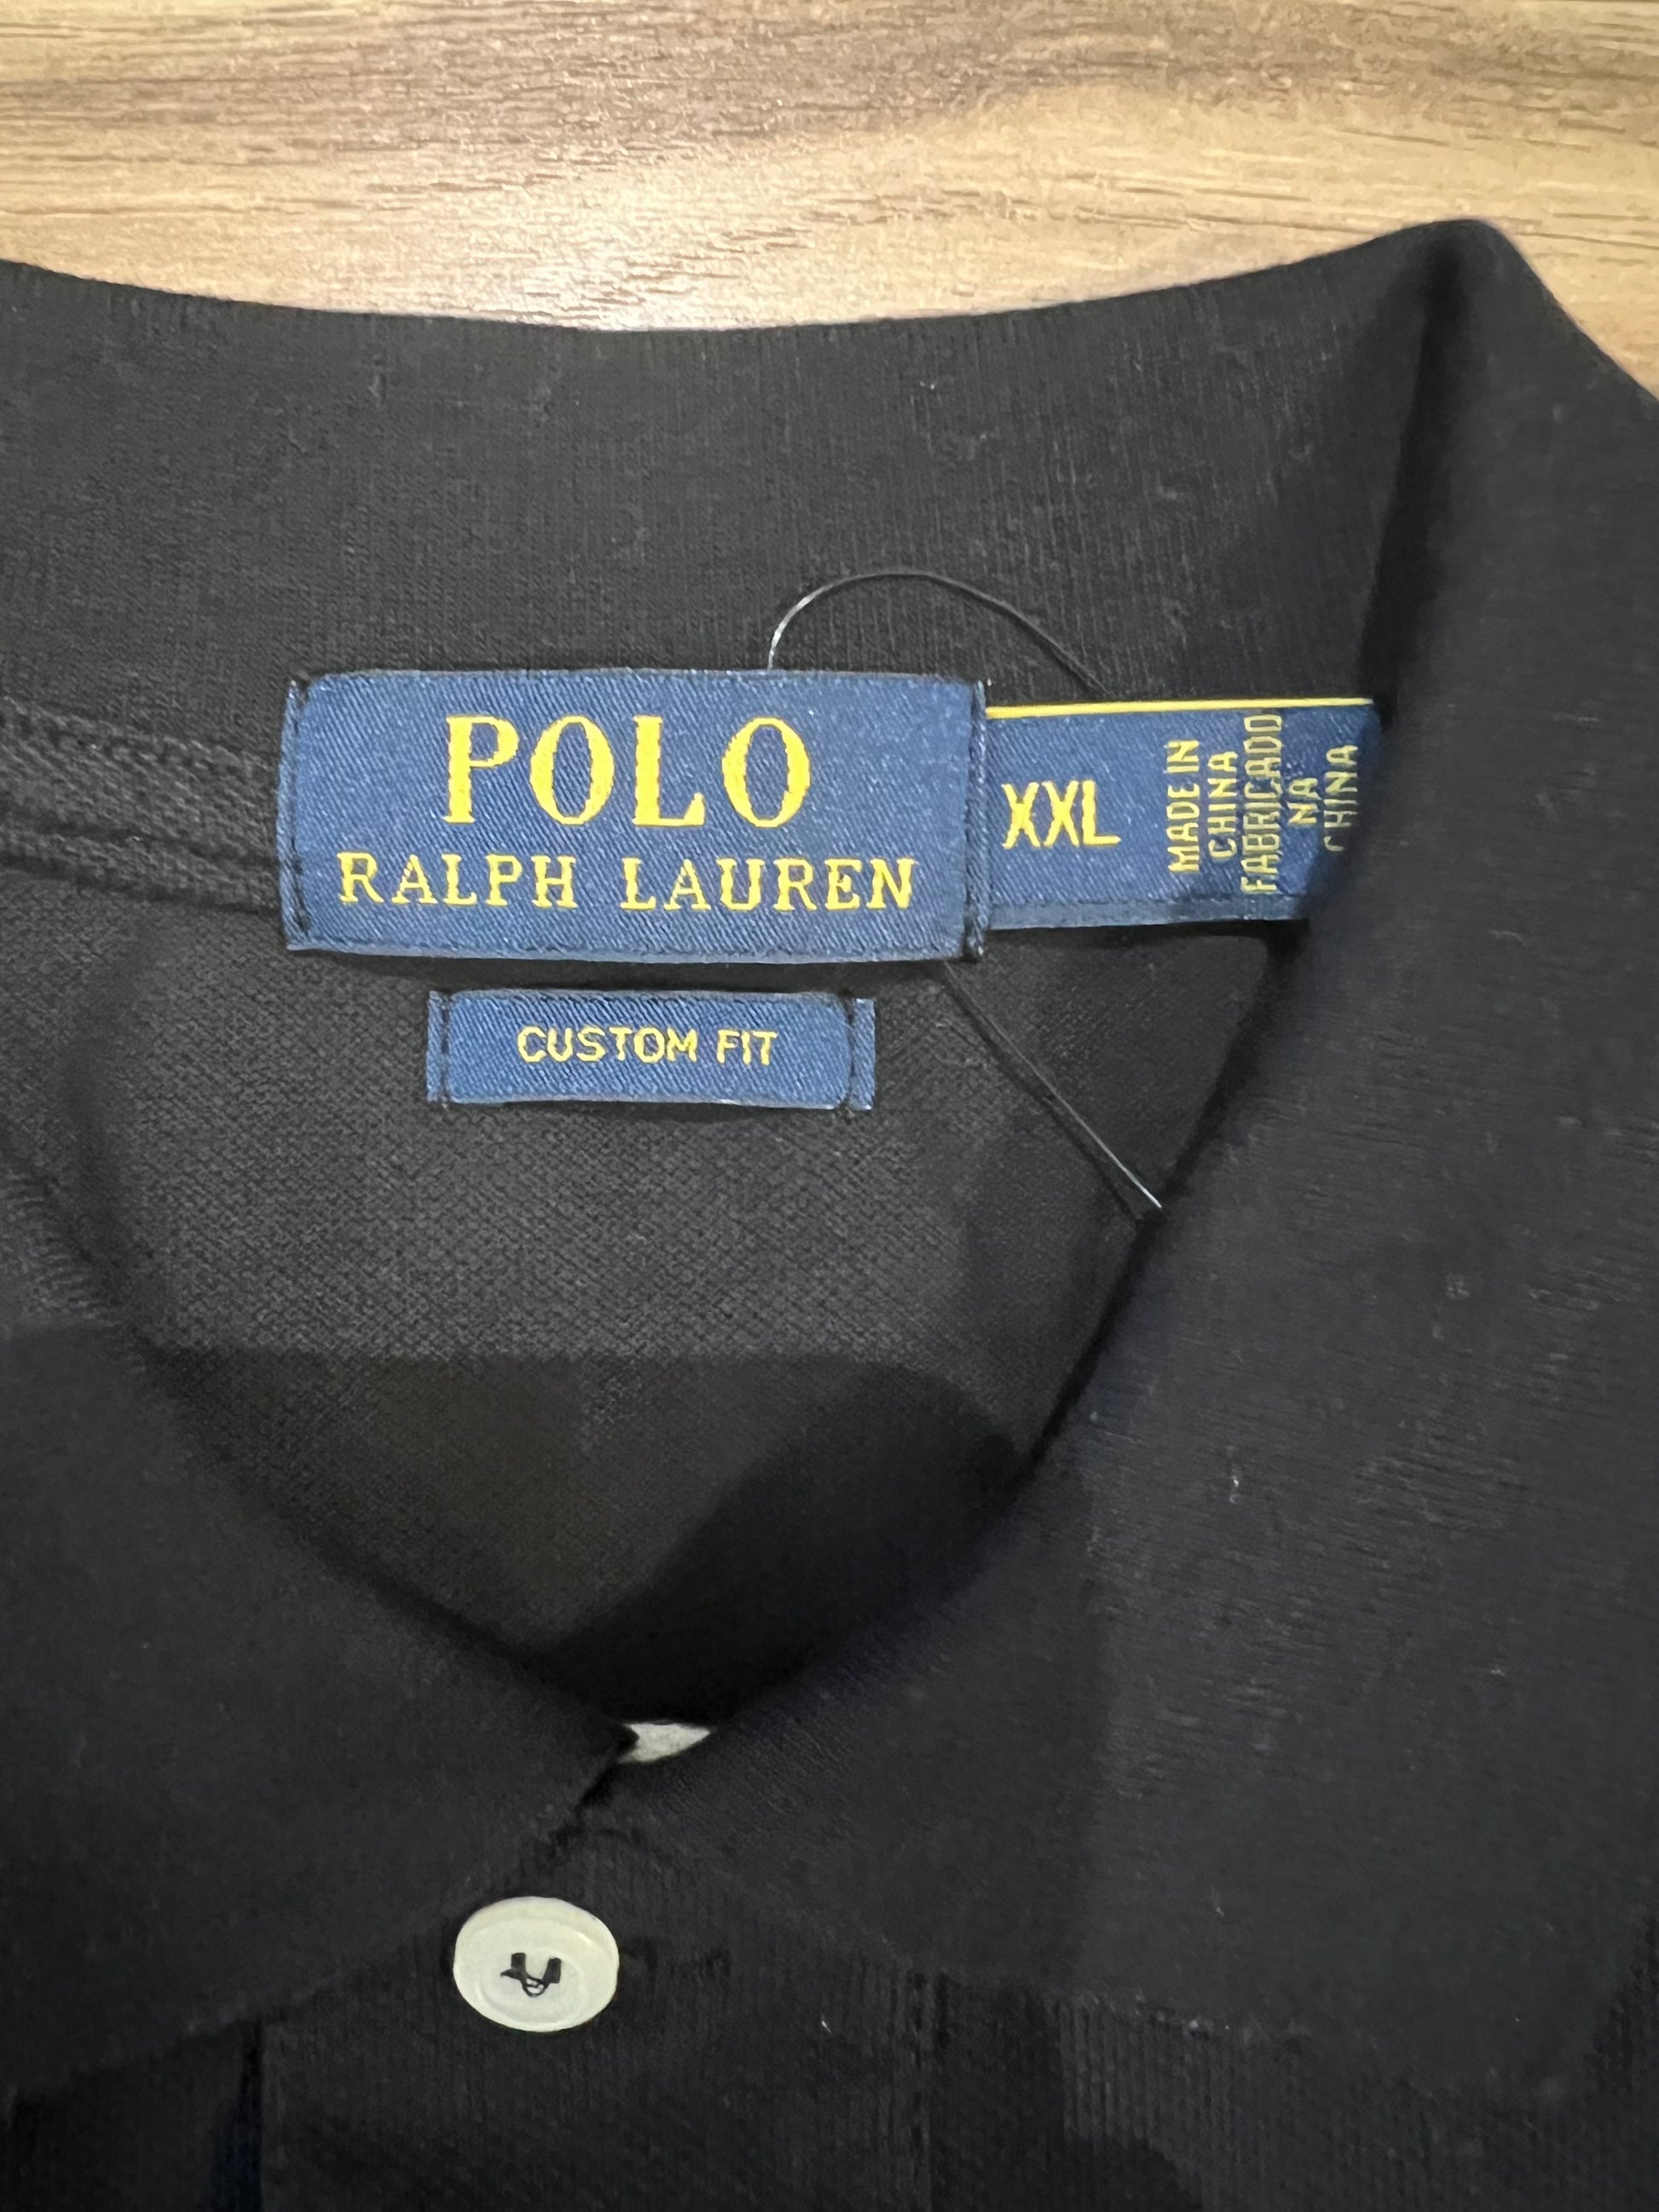 POLO
RALPH LAUREN
XXL
MADE IN
CHINA
FABRICADO
NA
CHINA
CUSTOM FIT